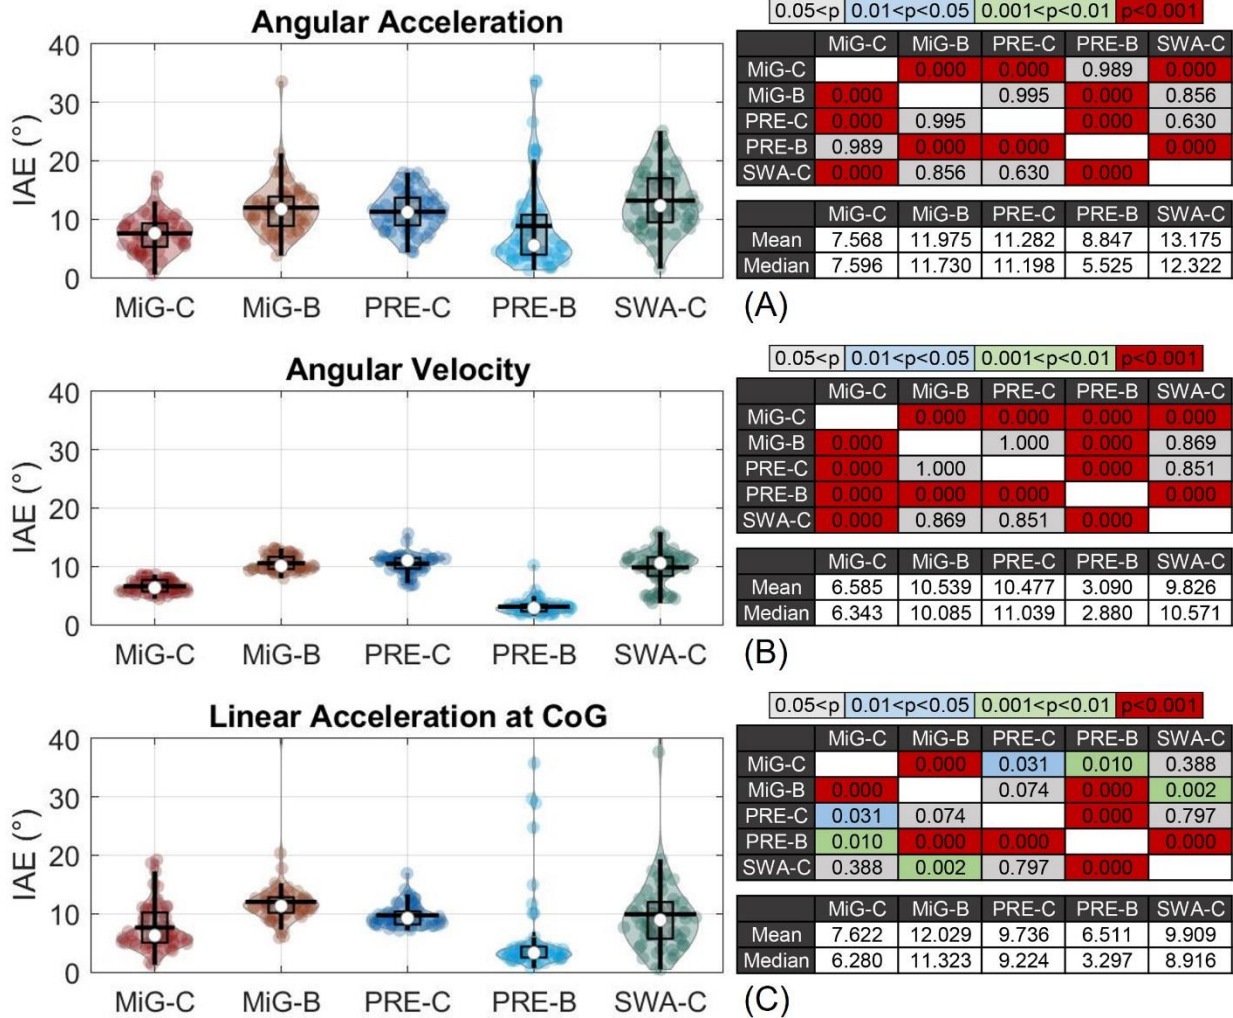 Angular Acceleration
40
30
20
10
0
IAE (°)
MiG-C MiG-B PRE-C PRE-B SWA-C
0.05<p 0.01<p<0.05 0.001<p<0.01 p<0.001
MiG-C MiG-B PRE-C PRE-B SWA-C
MiG-C 0.000 0.000 0.989 0.000
MiG-B 0.000 0.995 0.000 0.856
PRE-C 0.000 0.995 0.000 0.630
PRE-B 0.989 0.000 0.000 0.000
SWA-C 0.000 0.856 0.630 0.000
MiG-C MiG-B PRE-C PRE-B SWA-C
Mean 7.568 11.975 11.282 8.847 13.175
Median 7.596 11.730 11.198 5.525 12.322
(A)
Angular Velocity
40
30
20
10
0
IAE (°)
MiG-C MiG-B PRE-C PRE-B SWA-C
0.05<p 0.01<p<0.05 0.001<p<0.01 p<0.001
MiG-C MiG-B PRE-C PRE-B SWA-C
MiG-C 0.000 0.000 0.000 0.000
MiG-B 0.000 1.000 0.000 0.869
PRE-C 0.000 1.000 0.000 0.851
PRE-B 0.000 0.000 0.000 0.000
SWA-C 0.000 0.869 0.851 0.000
MiG-C MiG-B PRE-C PRE-B SWA-C
Mean 6.585 10.539 10.477 3.090 9.826
Median 6.343 10.085 11.039 2.880 10.571
(B)
Linear Acceleration at CoG
40
30
20
10
0
IAE (°)
MiG-C MiG-B PRE-C PRE-B SWA-C
0.05<p 0.01<p<0.05 0.001<p<0.01 p<0.001
MiG-C MiG-B PRE-C PRE-B SWA-C
MiG-C 0.000 0.031 0.010 0.388
MiG-B 0.000 0.074 0.000 0.002
PRE-C 0.031 0.074 0.000 0.797
PRE-B 0.010 0.000 0.000 0.000
SWA-C 0.388 0.002 0.797 0.000
MiG-C MiG-B PRE-C PRE-B SWA-C
Mean 7.622 12.029 9.736 6.511 9.909
Median 6.280 11.323 9.224 3.297 8.916
(C)